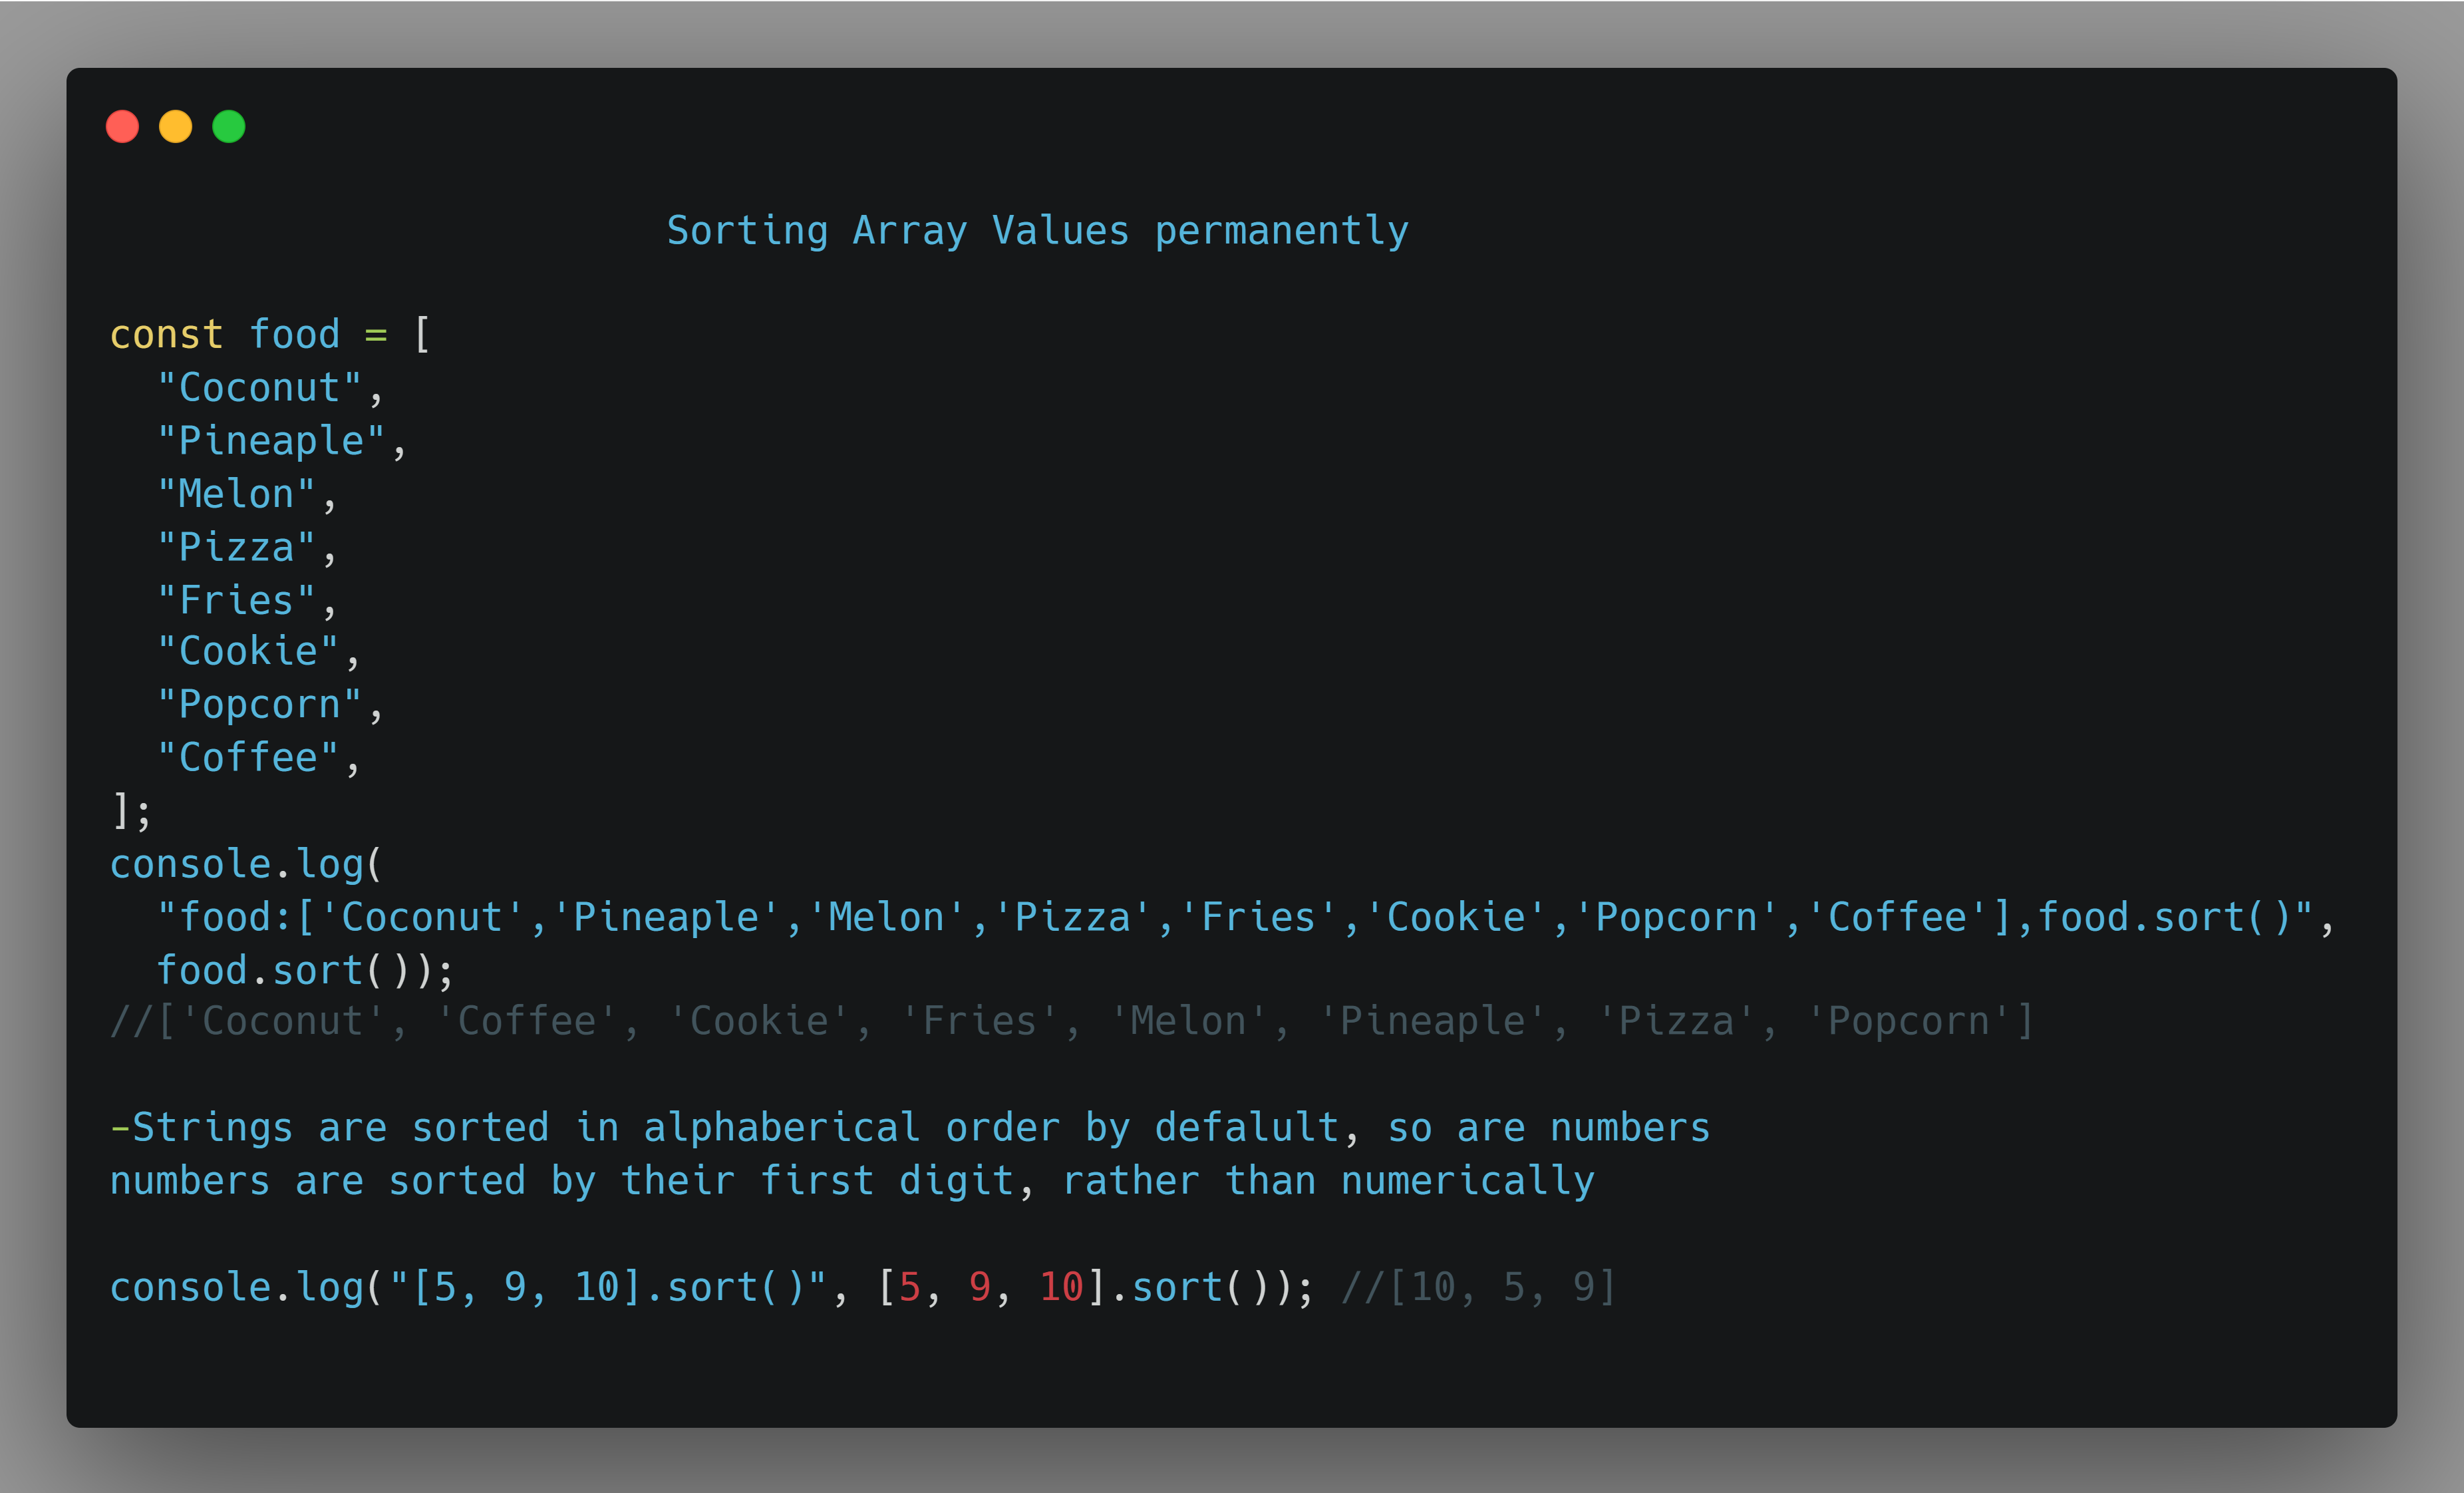 Sorting Array Values permanently
const food = [
"Coconut",
"Pineaple",
"Melon",
"Pizza",
"Fries",
"Cookie",
"Popcorn",
"Coffee",
];
console.log(
"food:['Coconut','Pineaple','Melon','Pizza','Fries','Cookie','Popcorn','Coffee'],food.sort()",
food.sort());
//['Coconut', 'Coffee', 'Cookie', 'Fries', 'Melon', 'Pineaple', 'Pizza', 'Popcorn']
-Strings are sorted in alphaberical order by defalult, so are numbers
numbers are sorted by their first digit, rather than numerically
console.log("[5, 9, 10].sort()", [5, 9, 10].sort()); //[10, 5, 9]